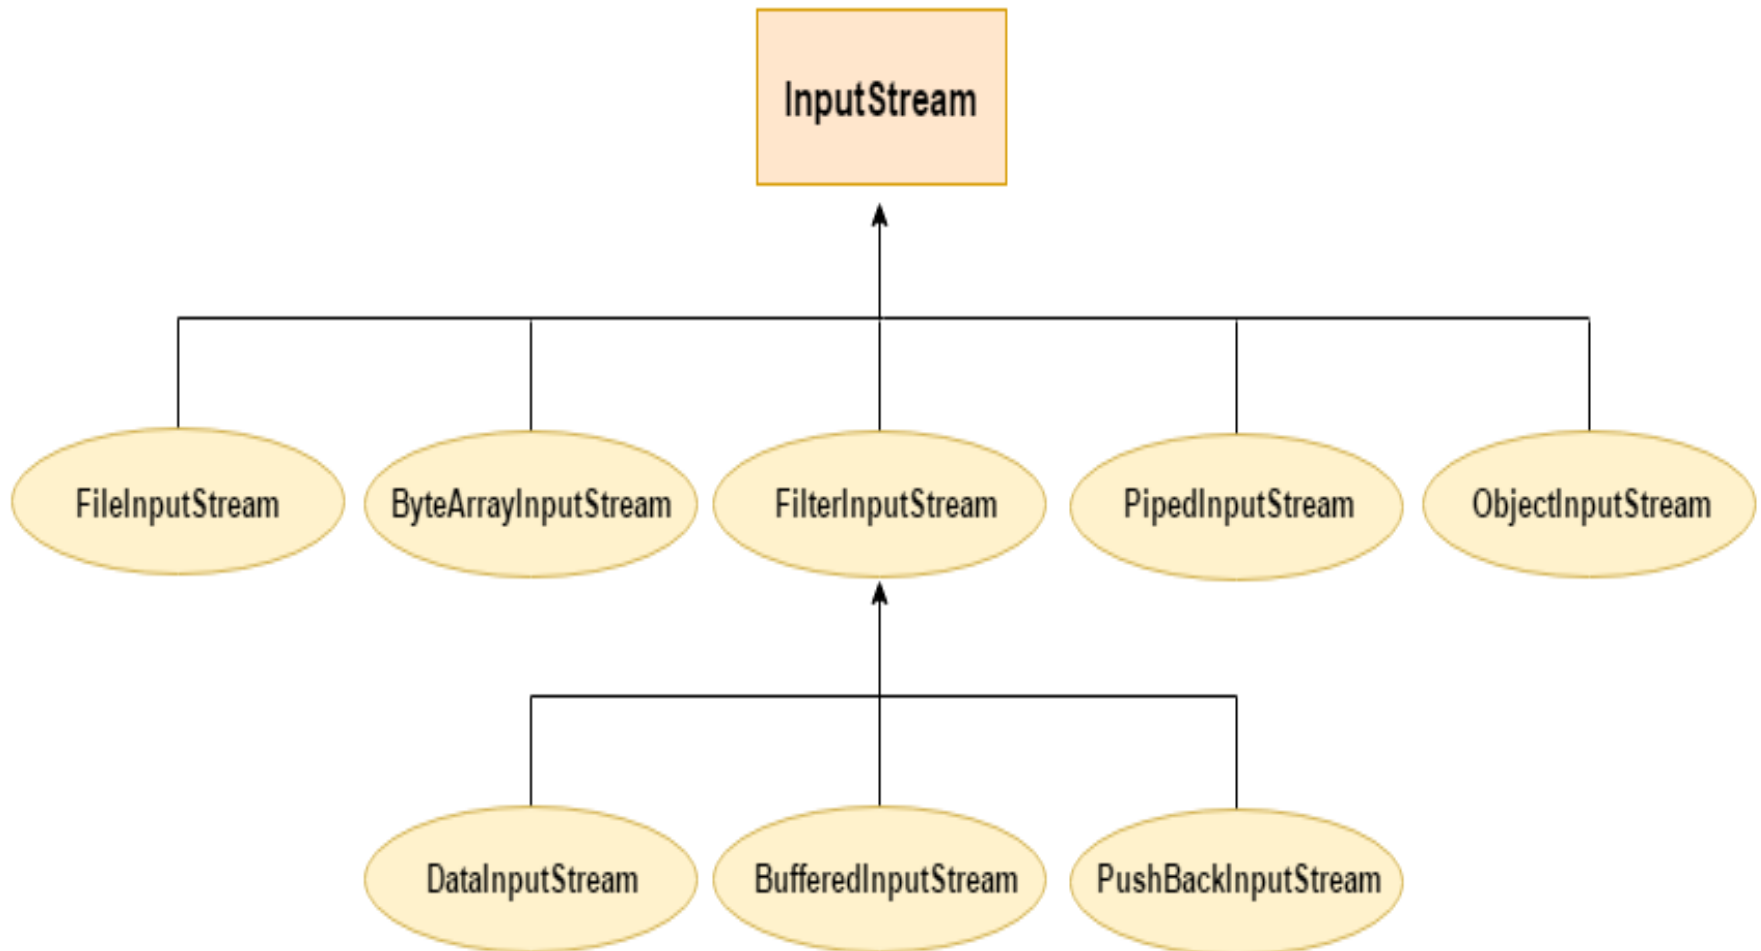 InputStream
FileInputStream
ByteArrayInputStream
FilterInputStream
PipedInputStream
ObjectInputStream
DataInputStream
BufferedInputStream
PushBackInputStream